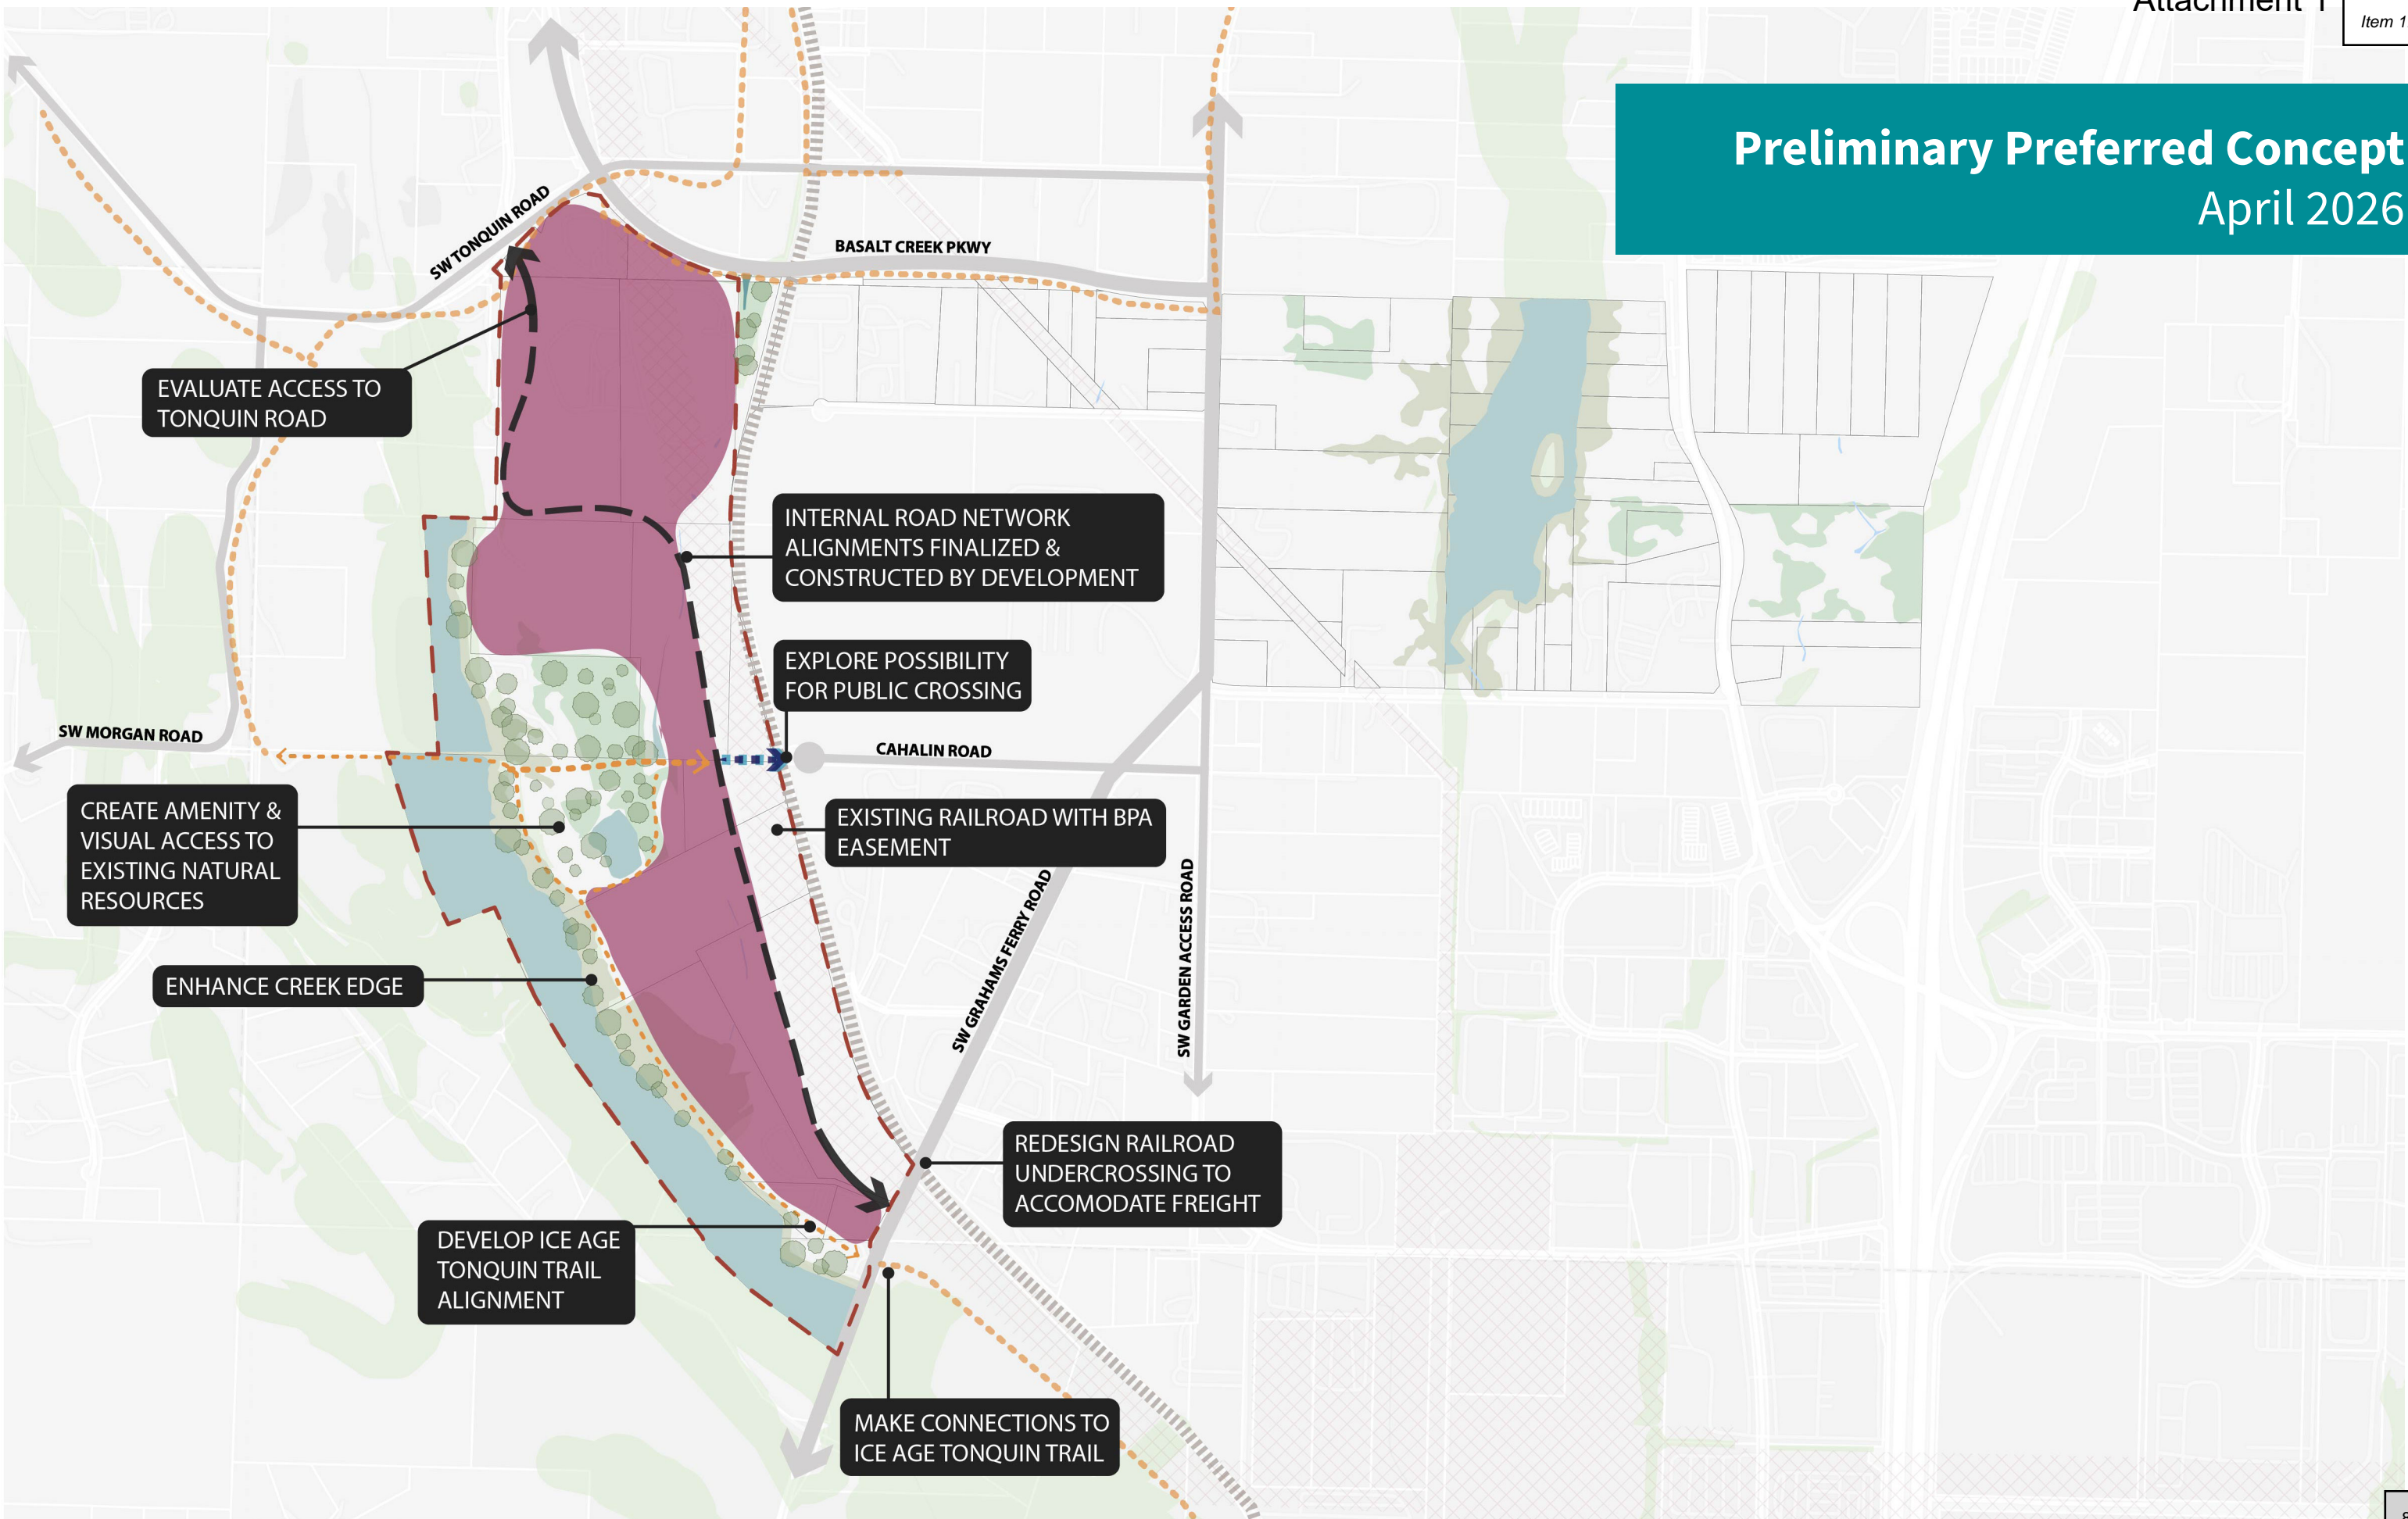 Attachment 1
Item 1
Preliminary Preferred Concept
April 2026
SW TONQUIN ROAD
BASALT CREEK PKWY
EVALUATE ACCESS TO
TONQUIN ROAD
INTERNAL ROAD NETWORK
ALIGNMENTS FINALIZED &
CONSTRUCTED BY DEVELOPMENT
EXPLORE POSSIBILITY
FOR PUBLIC CROSSING
SW MORGAN ROAD
CAHALIN ROAD
CREATE AMENITY &
VISUAL ACCESS TO
EXISTING NATURAL
RESOURCES
EXISTING RAILROAD WITH BPA
EASEMENT
SW GRAHAMS FERRY ROAD
SW GARDEN ACCESS ROAD
ENHANCE CREEK EDGE
REDESIGN RAILROAD
UNDERCROSSING TO
ACCOMODATE FREIGHT
DEVELOP ICE AGE
TONQUIN TRAIL
ALIGNMENT
MAKE CONNECTIONS TO
ICE AGE TONQUIN TRAIL